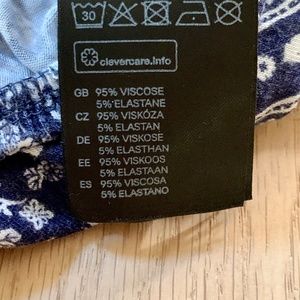 30
clevercare.info
GB 95% VISCOSE
5% ELASTANE
CZ 95% VISKÓZA
5% ELASTAN
DE 95% VISKOSE
5% ELASTHAN
EE 95% VISKOOS
5% ELASTAAN
ES 95% VISCOSA
5% ELASTANO